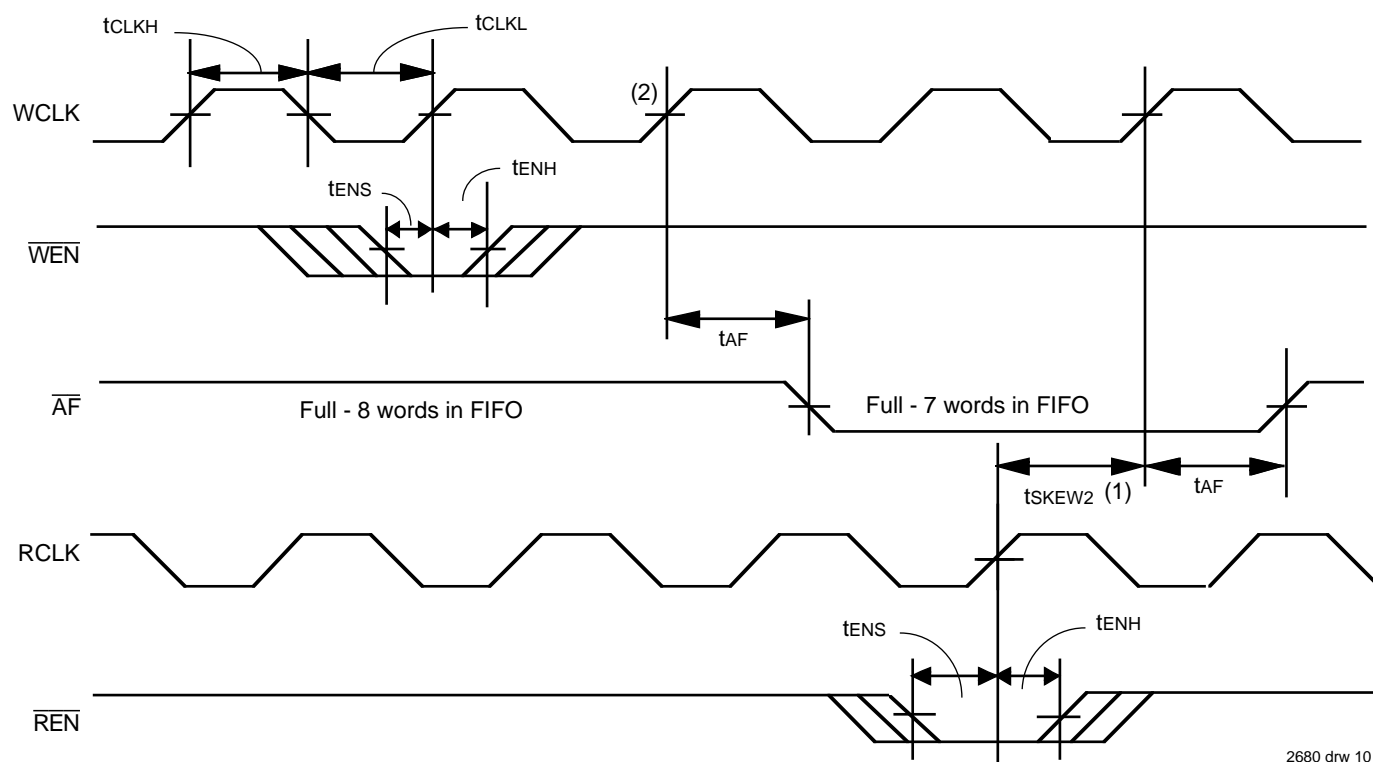 tCLKH
tCLKL
WCLK
(2)
tENS
tENH
WEN
tAF
AF
Full - 8 words in FIFO
Full - 7 words in FIFO
tSKEW2 (1)
tAF
RCLK
tENS
tENH
REN
2680 drw 10